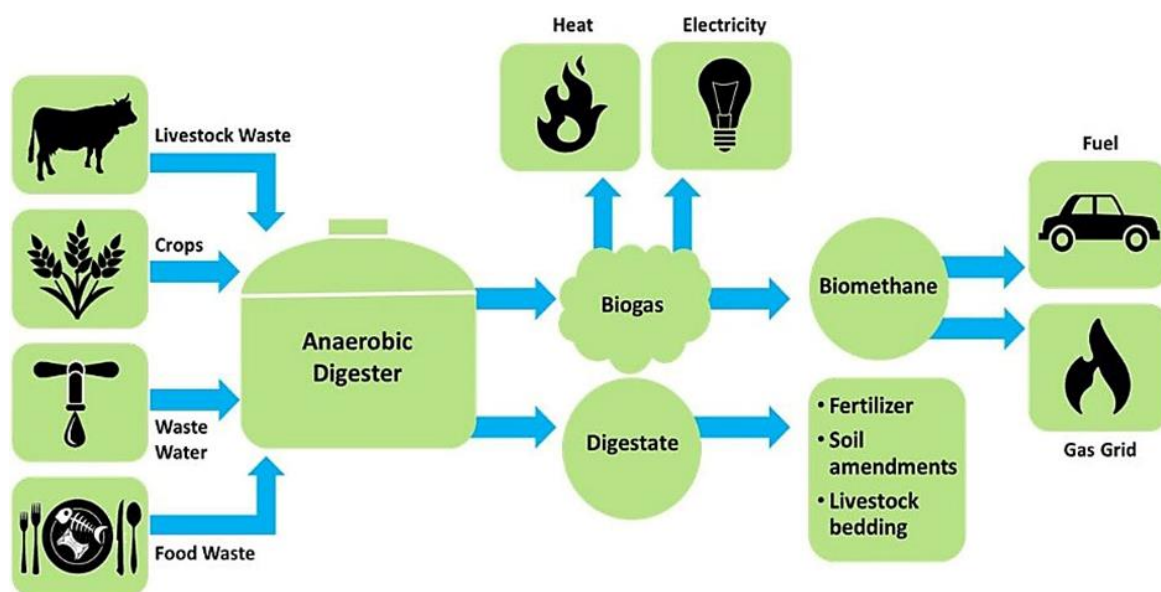 Heat
Electricity
Livestock Waste
Fuel
Crops
Biogas
Biomethane
Anaerobic
Digester
Waste
Water
Digestate
• Fertilizer
• Soil
amendments
• Livestock
bedding
Gas Grid
Food Waste